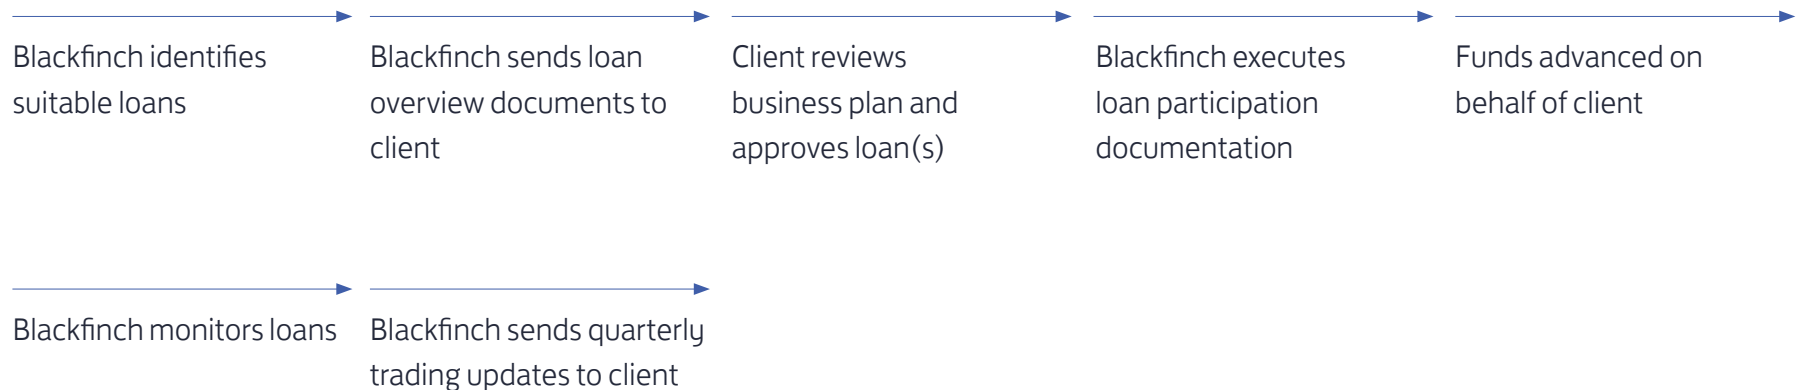 Blackfinch identifies
suitable loans
Blackfinch sends loan
overview documents to
client
Client reviews
business plan and
approves loan(s)
Blackfinch executes
loan participation
documentation
Funds advanced on
behalf of client
Blackfinch monitors loans
Blackfinch sends quarterly
trading updates to client